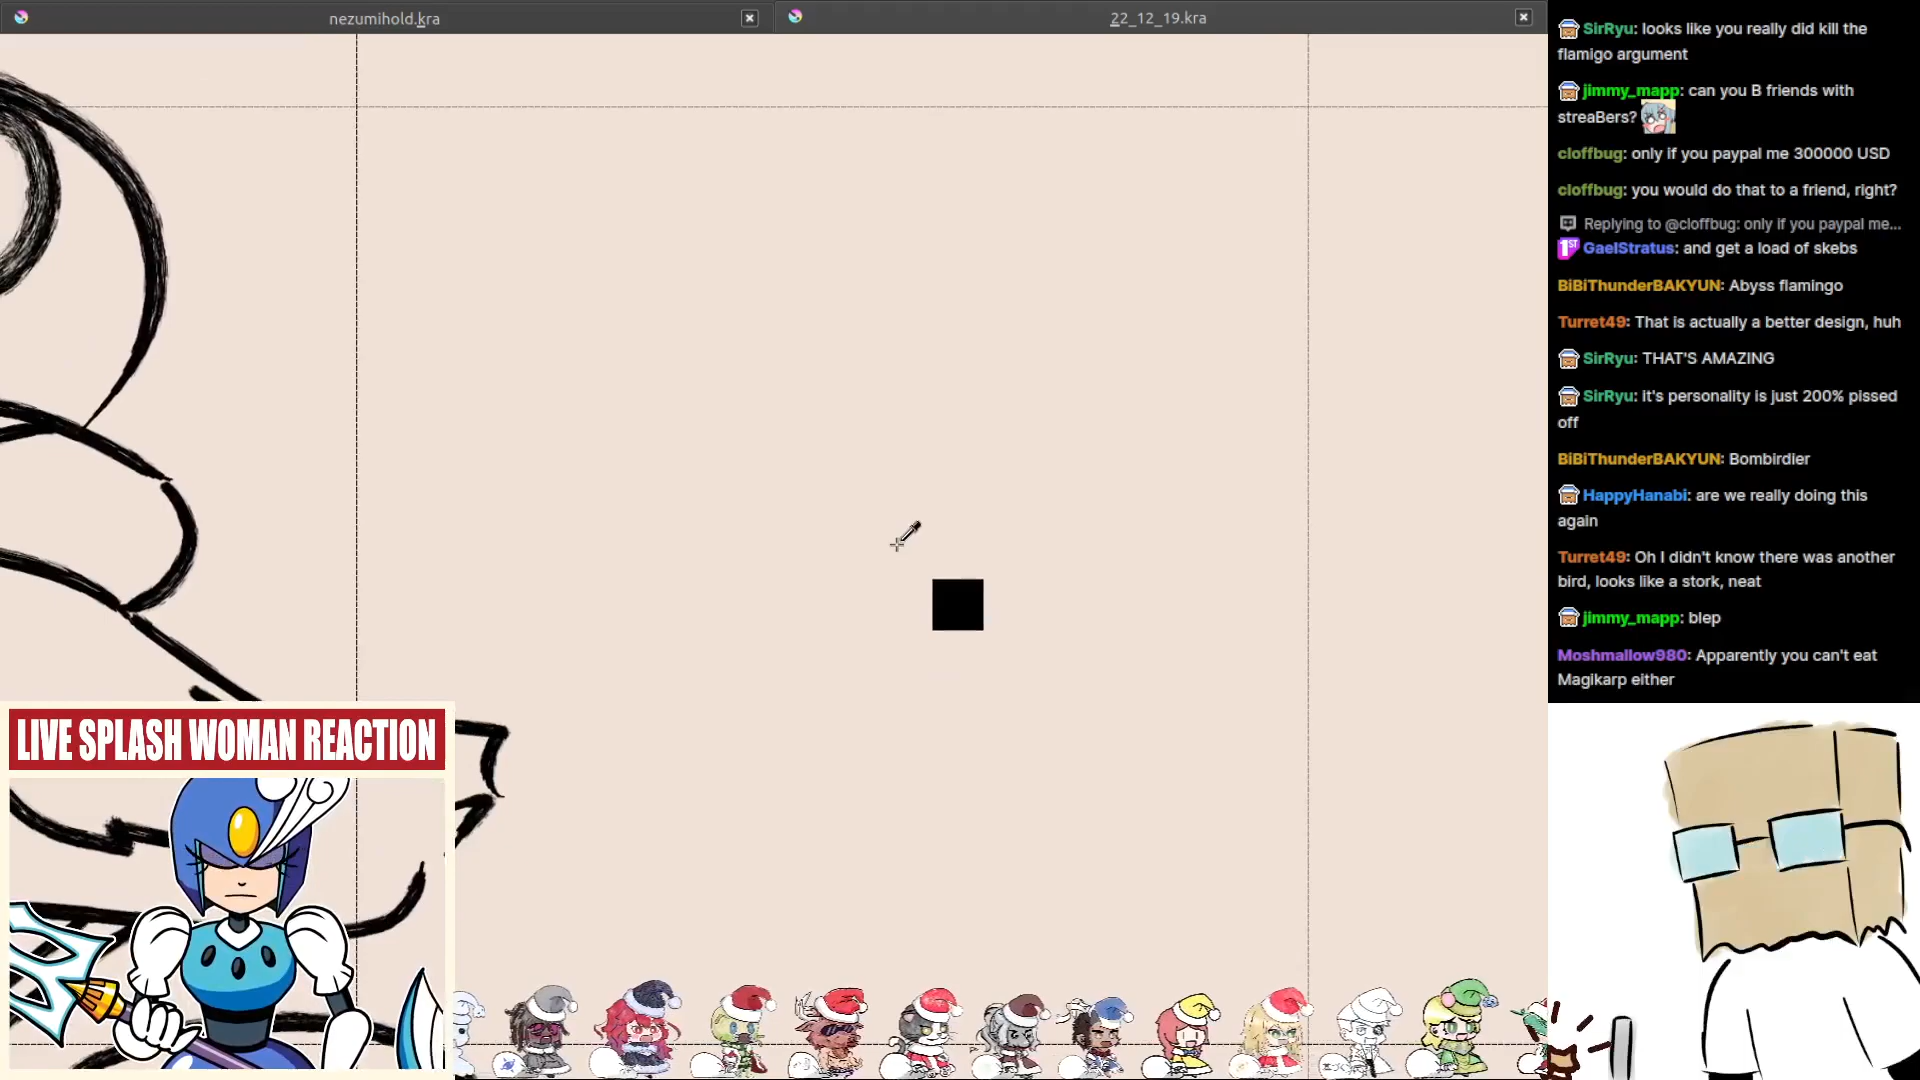 nezumihold.kra
22_12_19.kra
SirRyu: looks like you really did kill the
flamigo argument
jimmy_mapp: can you B friends with
streaBers?
cloffbug: only if you paypal me 300000 USD
cloffbug: you would do that to a friend, right?
Replying to @cloffbug: only if you paypal me...
1ST GaelStratus: and get a load of skebs
BiBiThunderBAKYUN: Abyss flamingo
Turret49: That is actually a better design, huh
SirRyu: THAT'S AMAZING
SirRyu: it's personality is just 200% pissed
off
BiBiThunderBAKYUN: Bombirdier
HappyHanabi: are we really doing this
again
Turret49: Oh I didn't know there was another
bird, looks like a stork, neat
jimmy_mapp: blep
Moshmallow980: Apparently you can't eat
Magikarp either
LIVE SPLASH WOMAN REACTION